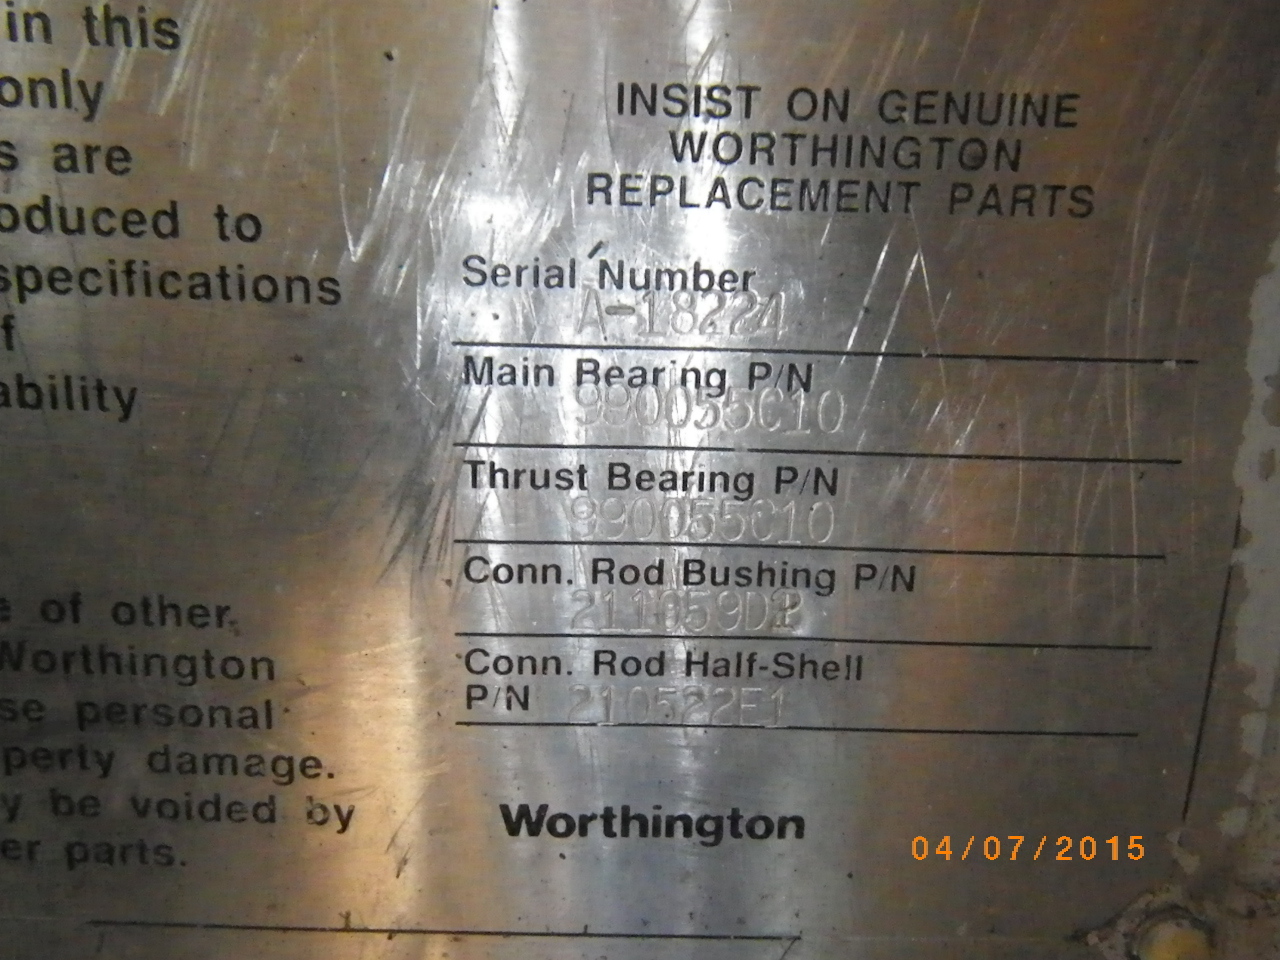 in this
only
s are
oduced to
specifications
f
ability
e of other
Worthington
se personal
perty damage.
y be voided by
er parts.
INSIST ON GENUINE
WORTHINGTON
REPLACEMENT PARTS
Serial Number
A-18224
Main Bearing P/N
990055C10
Thrust Bearing P/N
990055C10
Conn. Rod Bushing P/N
Conn. Rod Half-Shell
P/N 210522E1
Worthington
04/07/2015